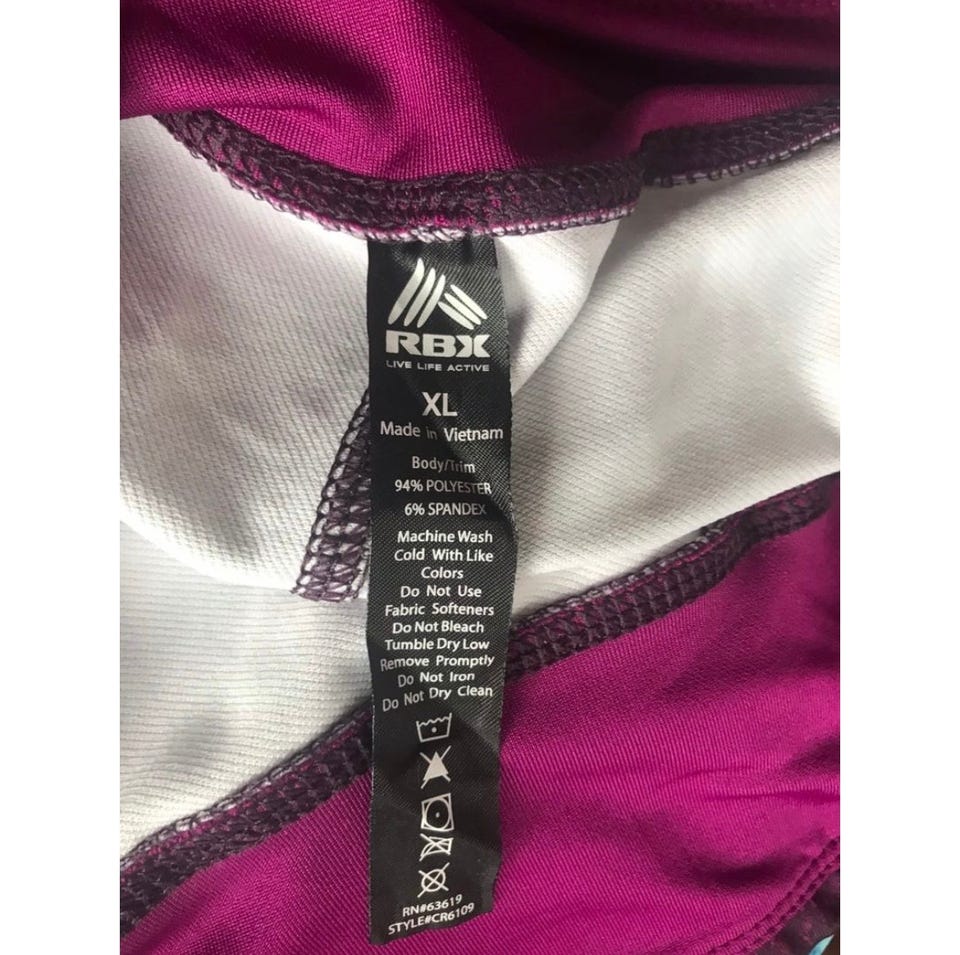 RBX
LIVE LIFE ACTIVE
XL
Made in Vietnam
Body/Trim
94% POLYESTER
6% SPANDEX
Machine Wash
Cold With Like
Colors
Do Not Use
Fabric Softeners
Do Not Bleach
Tumble Dry Low
Remove Promptly
Do Not Iron
Do Not Dry Clean
RN#63619
STYLE#CR6109